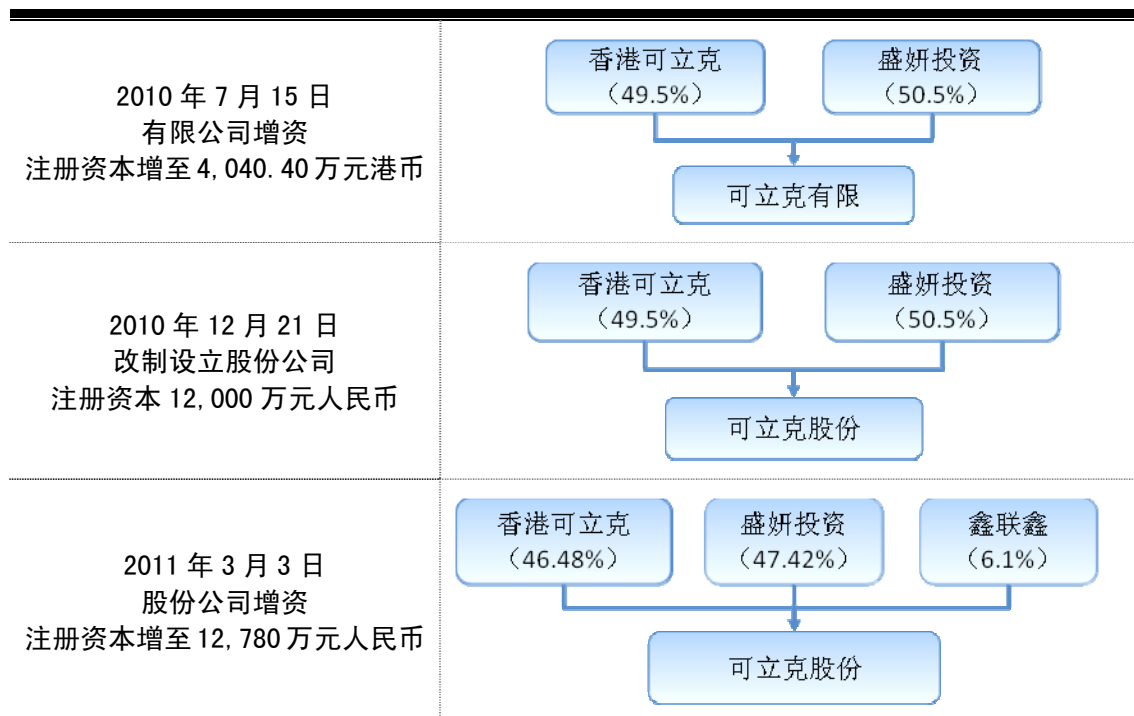 2010 年 7 月 15 日
有限公司增资
注册资本增至 4,040.40 万元港币
香港可立克
（49.5%）
盛妍投资
（50.5%）
可立克有限
2010 年 12 月 21 日
改制设立股份公司
注册资本 12,000 万元人民币
香港可立克
（49.5%）
盛妍投资
（50.5%）
可立克股份
2011 年 3 月 3 日
股份公司增资
注册资本增至 12,780 万元人民币
香港可立克
（46.48%）
盛妍投资
（47.42%）
鑫联鑫
（6.1%）
可立克股份